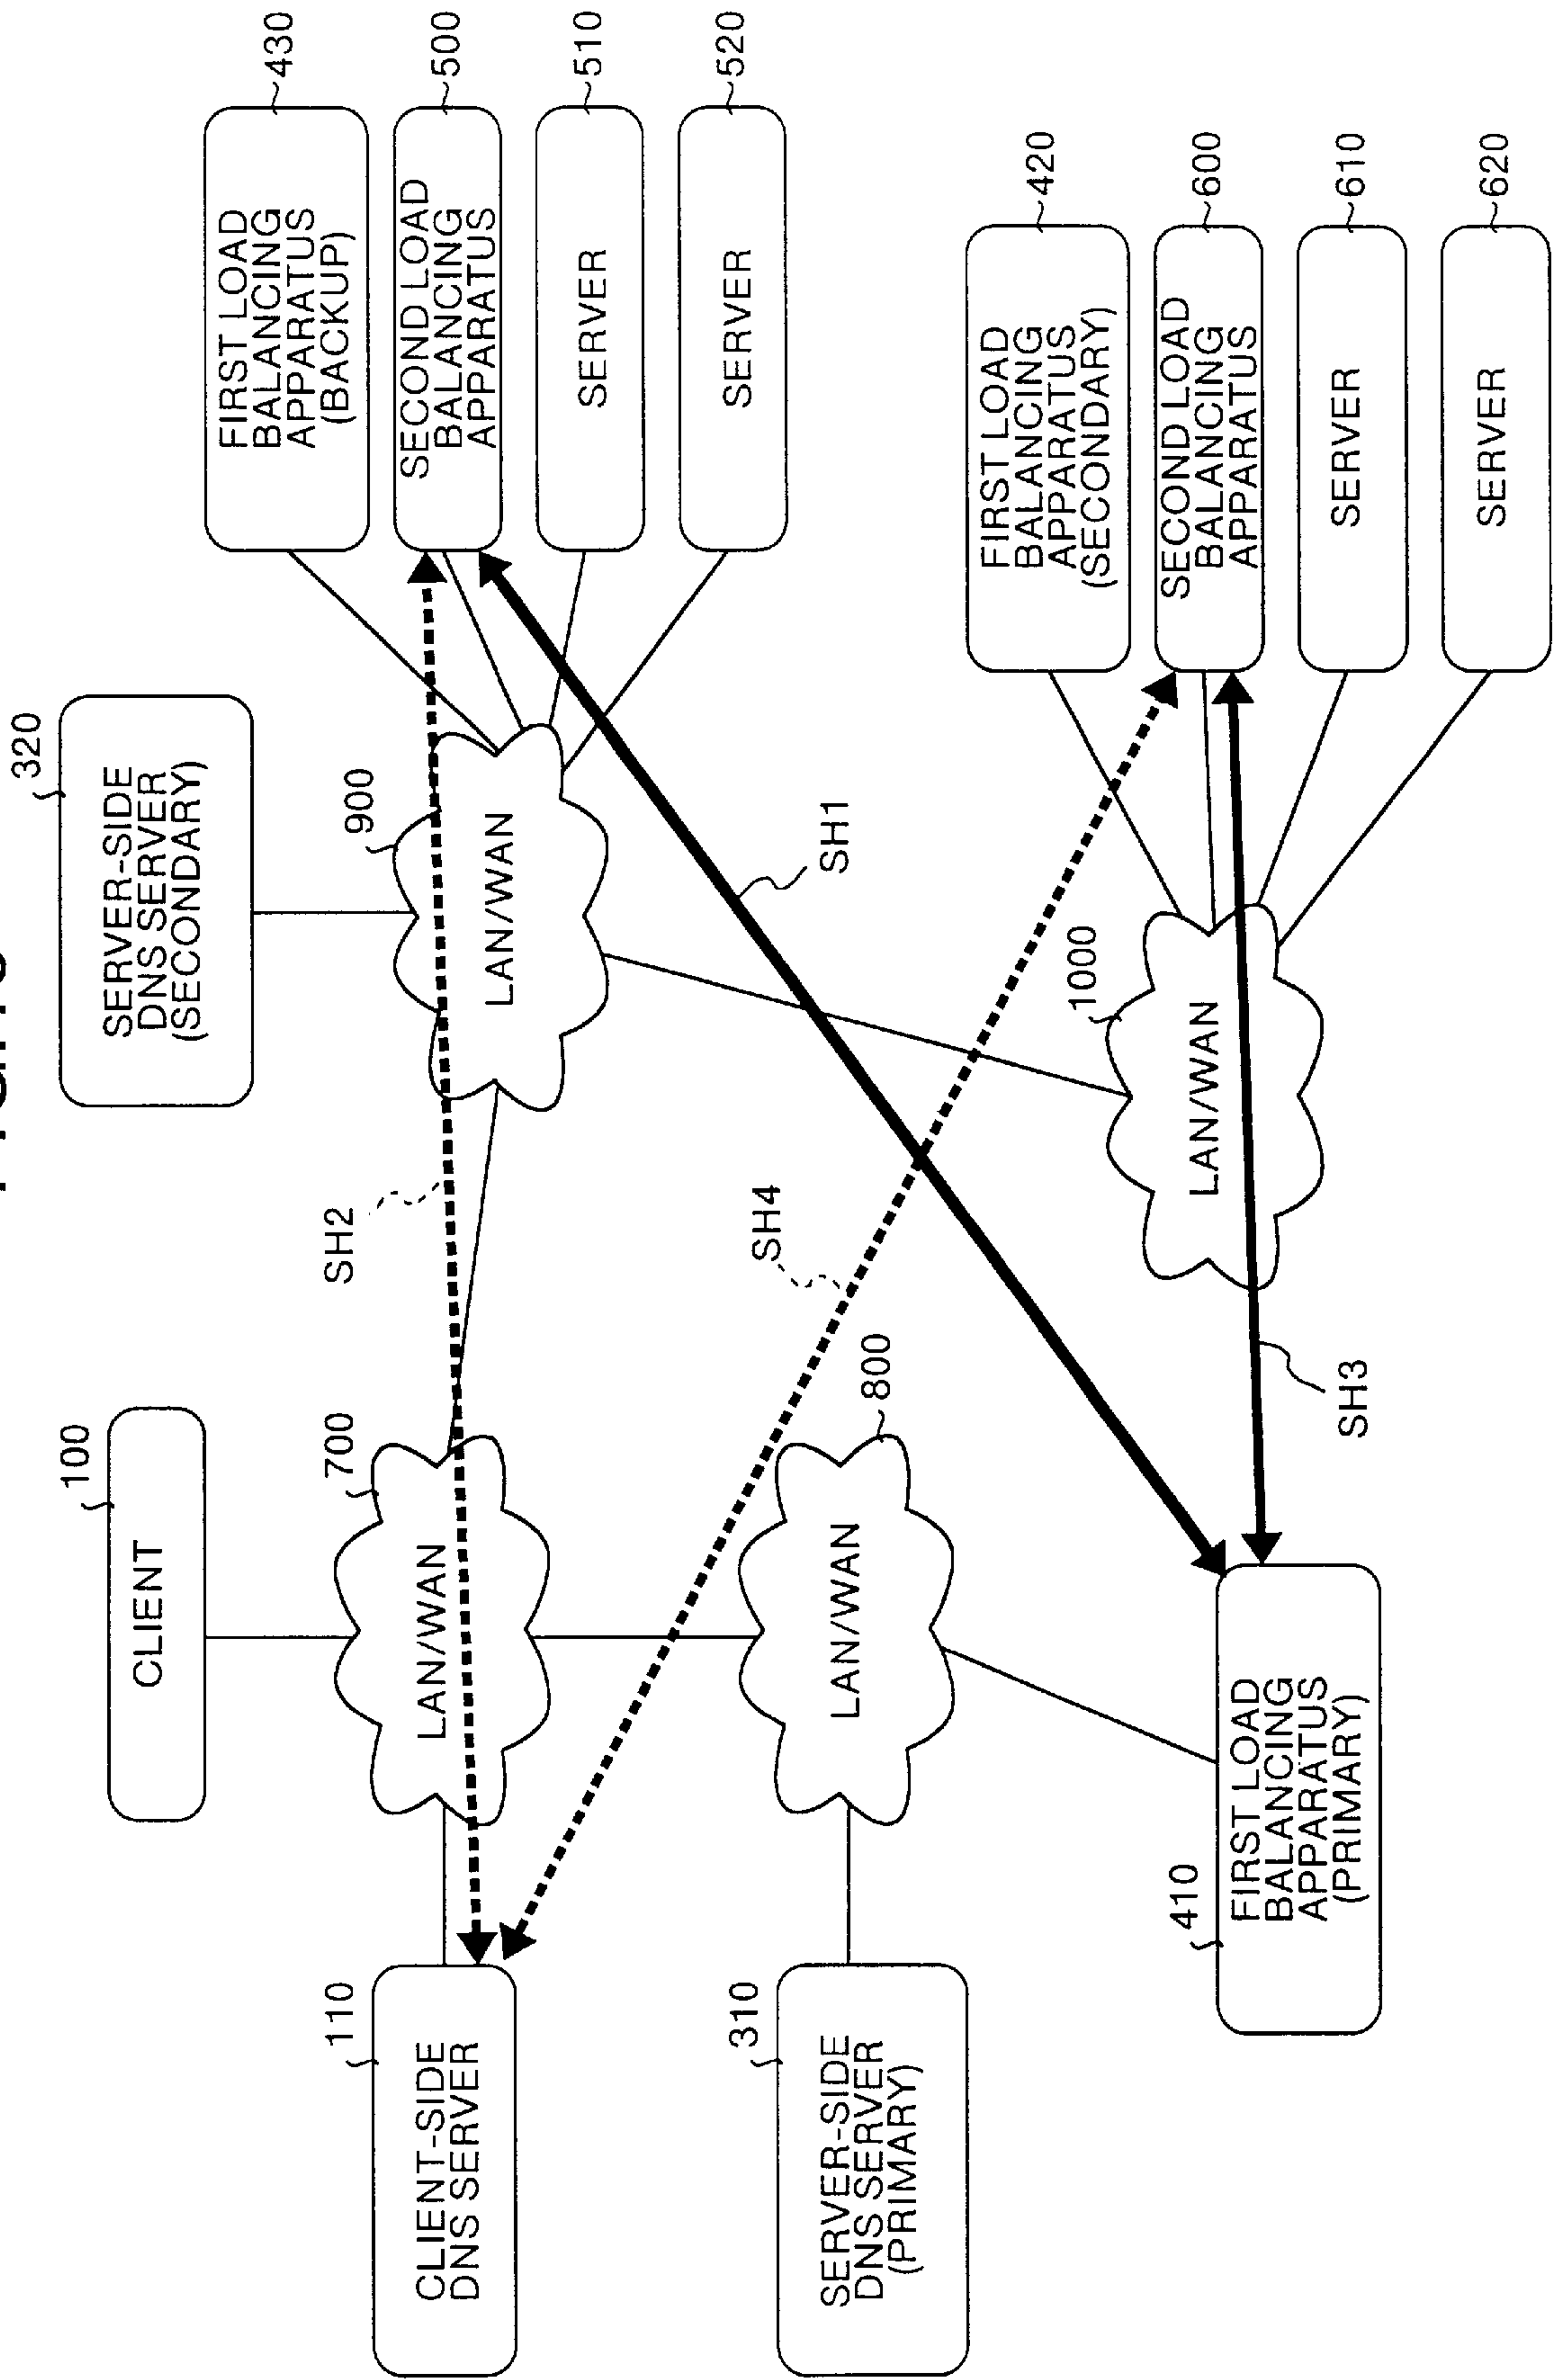 100
CLIENT
320
SERVER-SIDE
DNS SERVER
(SECONDARY)
430
FIRST LOAD
BALANCING
APPARATUS
(BACKUP)
500
SECOND LOAD
BALANCING
APPARATUS
510
SERVER
520
SERVER
110
CLIENT-SIDE
DNS SERVER
700
LAN/WAN
SH2
900
LAN/WAN
SH1
310
SERVER-SIDE
DNS SERVER
(PRIMARY)
800
LAN/WAN
SH4
420
FIRST LOAD
BALANCING
APPARATUS
(SECONDARY)
600
SECOND LOAD
BALANCING
APPARATUS
610
SERVER
620
SERVER
1000
LAN/WAN
SH3
410
FIRST LOAD
BALANCING
APPARATUS
(PRIMARY)